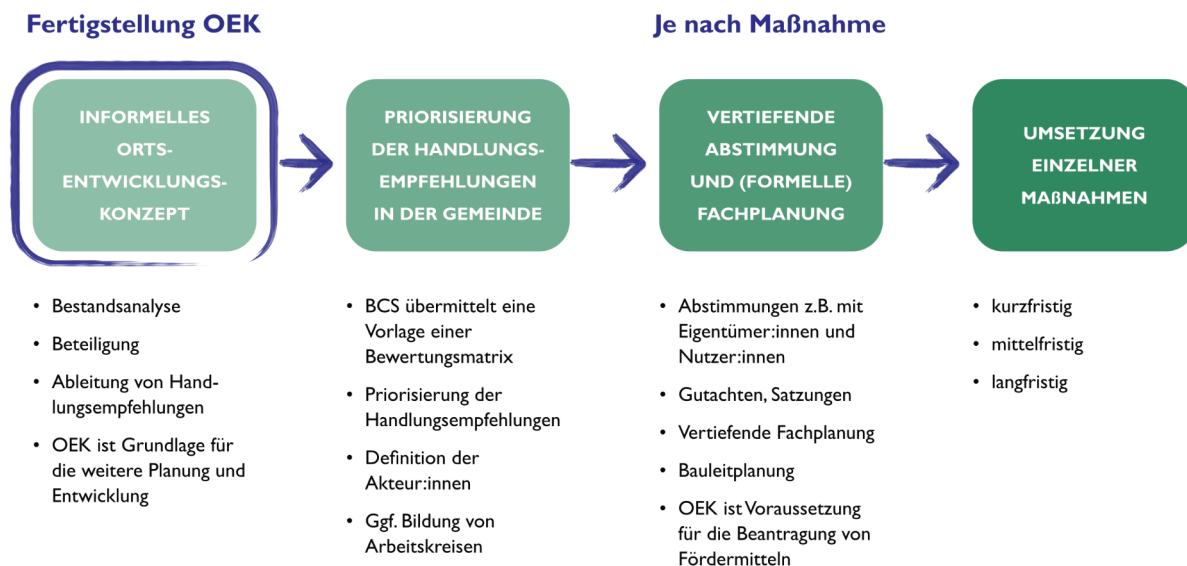 Fertigstellung OEK
Je nach Maßnahme
INFORMELLES
ORTS-
ENTWICKLUNGS-
KONZEPT
PRIORISIERUNG
DER HANDLUNGS-
EMPFEHLUNGEN
IN DER GEMEINDE
VERTIEFENDE
ABSTIMMUNG
UND (FORMELLE)
FACHPLANUNG
UMSETZUNG
EINZELNER
MAßNAHMEN
• Bestandsanalyse
• Beteiligung
• Ableitung von Hand-
lungsempfehlungen
• OEK ist Grundlage für
die weitere Planung und
Entwicklung
• BCS übermittelt eine
Vorlage einer
Bewertungsmatrix
• Priorisierung der
Handlungsempfehlungen
• Definition der
Akteur:innen
• Ggf. Bildung von
Arbeitskreisen
• Abstimmungen z.B. mit
Eigentümer:innen und
Nutzer:innen
• Gutachten, Satzungen
• Vertiefende Fachplanung
• Bauleitplanung
• OEK ist Voraussetzung
für die Beantragung von
Fördermitteln
• kurzfristig
• mittelfristig
• langfristig